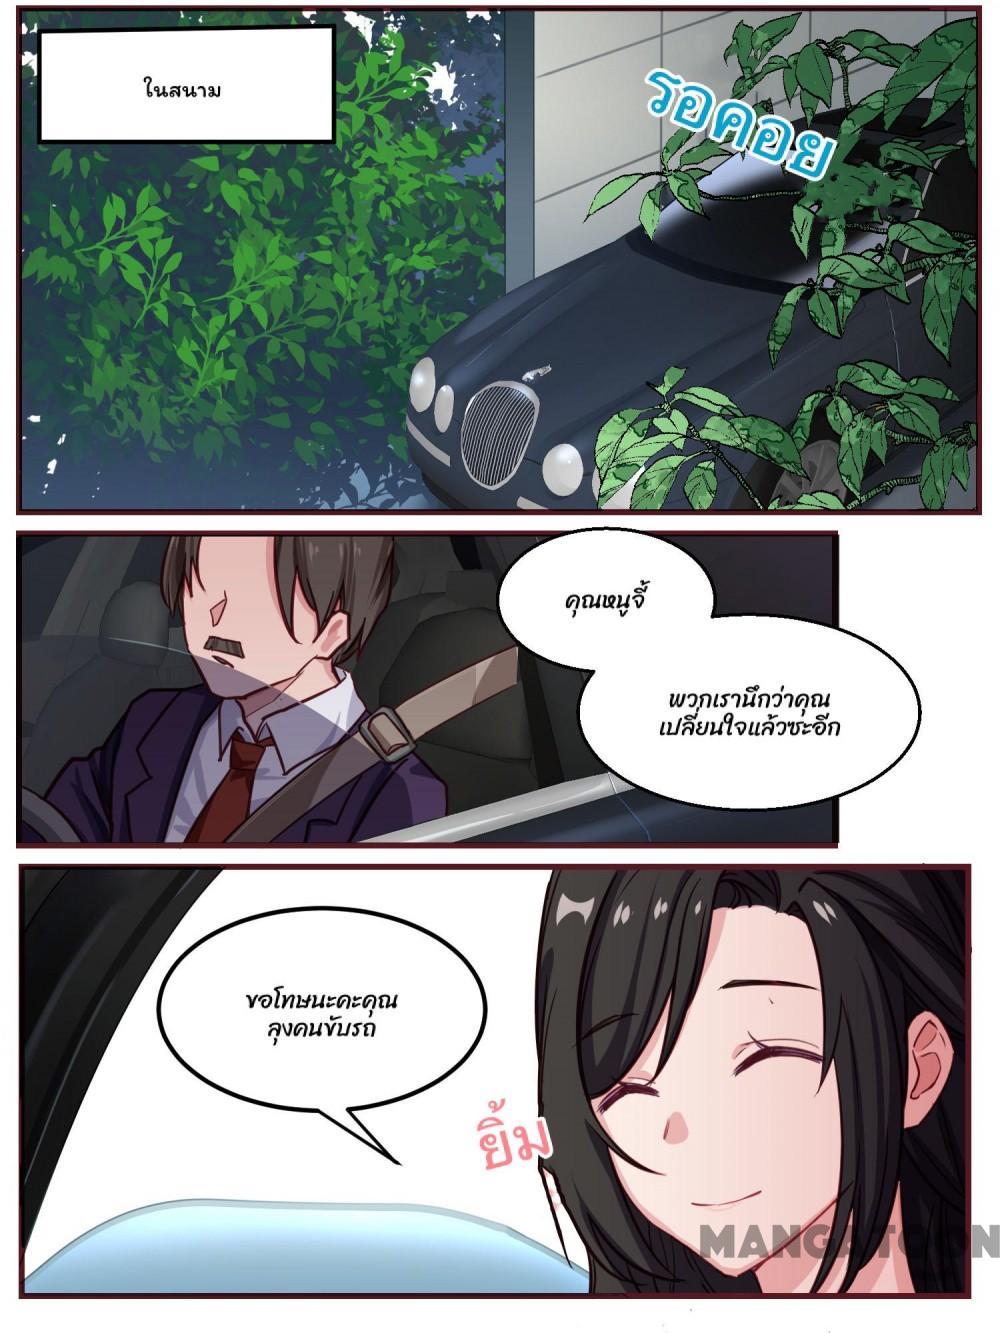 ในสนาม
รอคอย
คุณหนูจี้
พวกเรานึกว่าคุณ
เปลี่ยนใจแล้วซะอีก
ขอโทษนะคะคุณ
ลุงคนขับรถ
ยิ้ม
MANGATOON